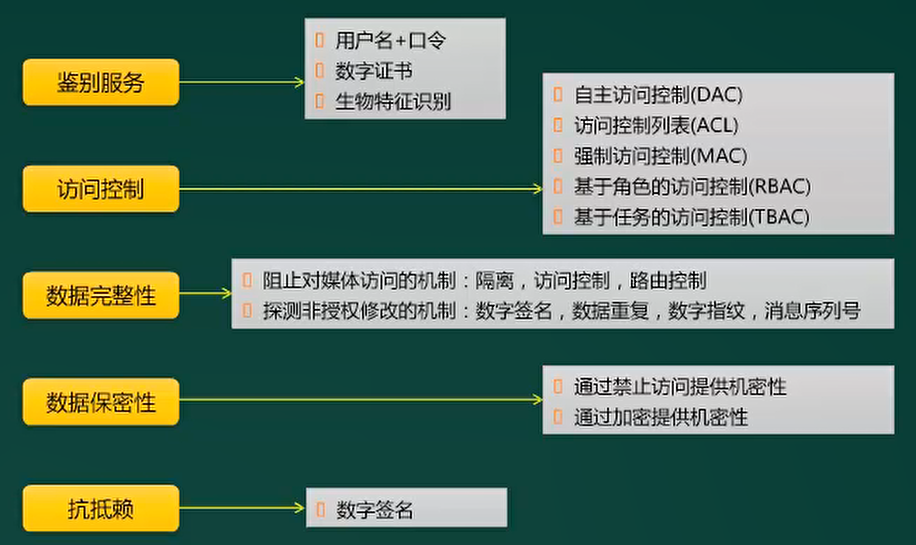 鉴别服务
用户名+口令
数字证书
生物特征识别
访问控制
自主访问控制(DAC)
访问控制列表(ACL)
强制访问控制(MAC)
基于角色的访问控制(RBAC)
基于任务的访问控制(TBAC)
数据完整性
阻止对媒体访问的机制：隔离，访问控制，路由控制
探测非授权修改的机制：数字签名，数据重复，数字指纹，消息序列号
数据保密性
通过禁止访问提供机密性
通过加密提供机密性
抗抵赖
数字签名